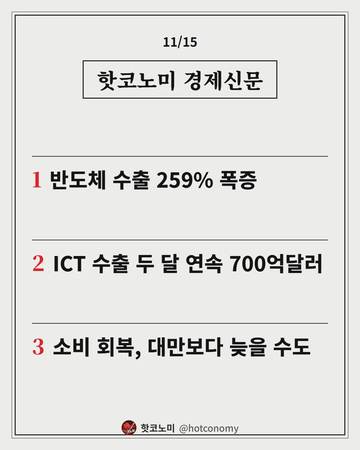 11/15
핫코노미 경제신문
1 반도체 수출 259% 폭증
2 ICT 수출 두 달 연속 700억달러
3 소비 회복, 대만보다 늦을 수도
핫코노미 @hotconomy